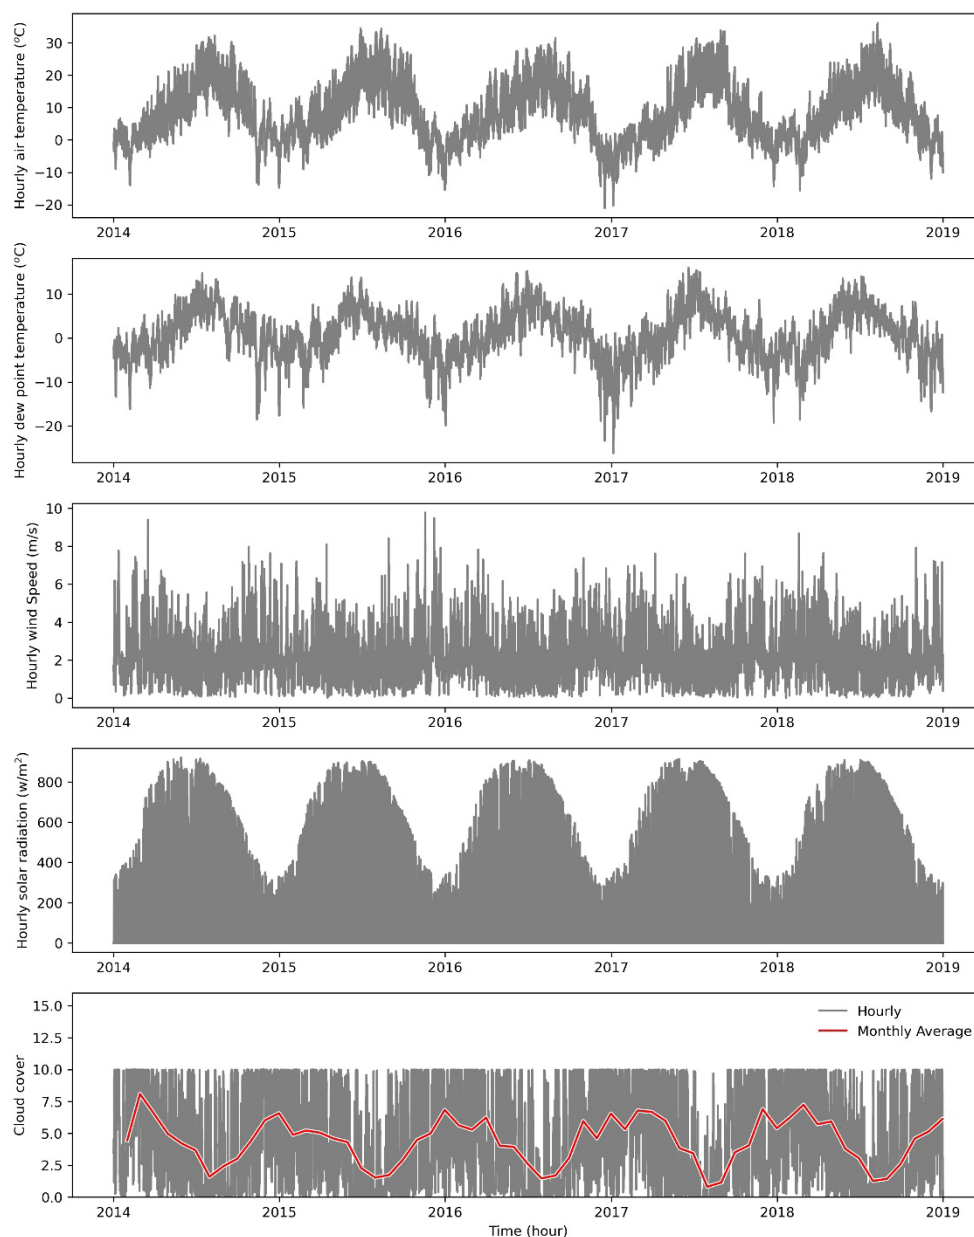 Hourly air temperature (°C)
30
20
10
0
−10
−20
2014 2015 2016 2017 2018 2019
Hourly dew point temperature (°C)
10
0
−10
−20
2014 2015 2016 2017 2018 2019
Hourly wind Speed (m/s)
10
8
6
4
2
0
2014 2015 2016 2017 2018 2019
Hourly solar radiation (w/m²)
800
600
400
200
0
2014 2015 2016 2017 2018 2019
Cloud cover
15.0
12.5
10.0
7.5
5.0
2.5
0.0
Hourly
Monthly Average
2014 2015 2016 2017 2018 2019
Time (hour)